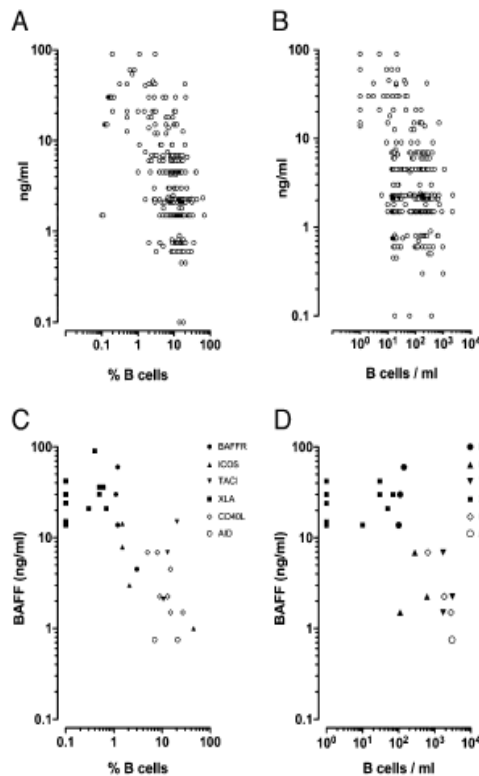 A
B
100
100
10
10
ng/ml
ng/ml
1
1
0.1
0.1
0.1 1 10 100
10⁰ 10¹ 10² 10³ 10⁴
% B cells
B cells / ml
C
D
100
100
BAFFR
ICOS
TACI
XLA
CD40L
AID
10
10
BAFF (ng/ml)
BAFF (ng/ml)
1
1
0.1
0.1
0.1 1 10 100
10⁰ 10¹ 10² 10³ 10⁴
% B cells
B cells / ml